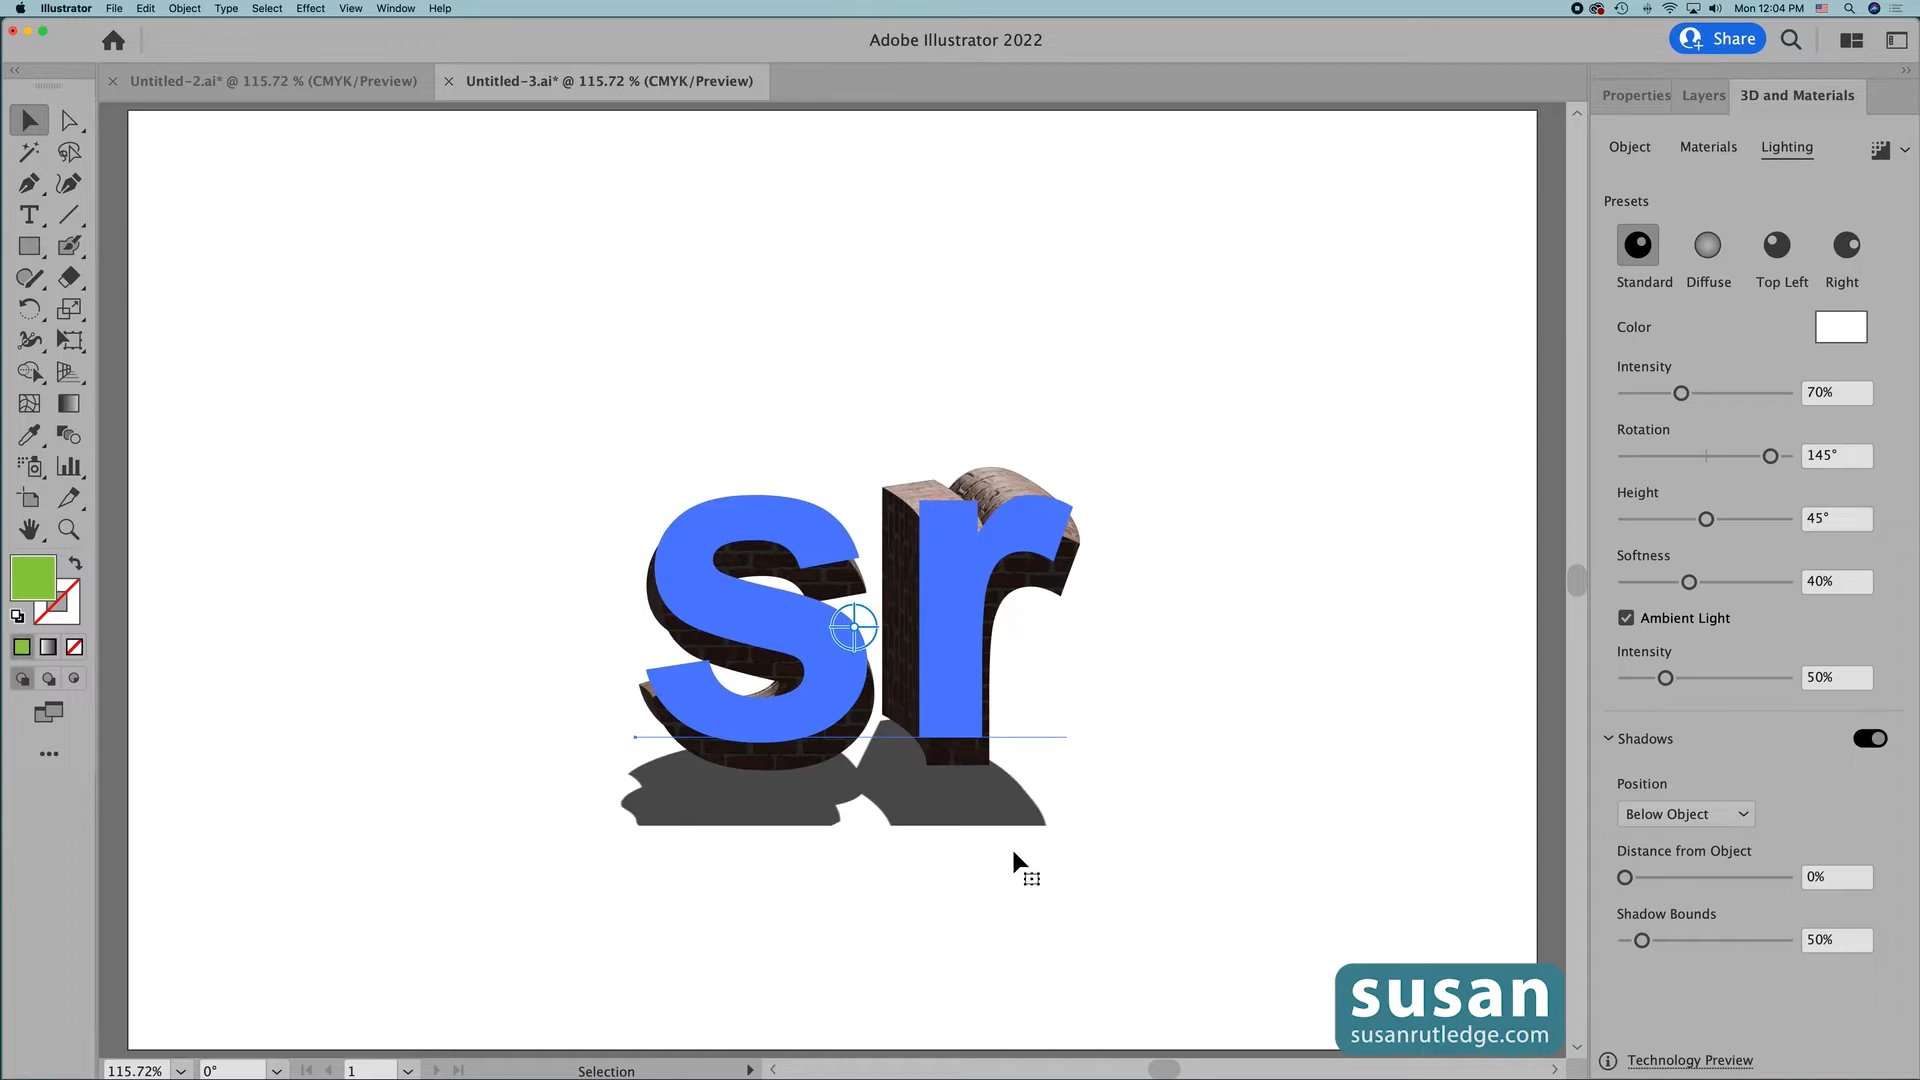 Illustrator File Edit Object Type Select Effect View Window Help
Mon 12:04 PM
Adobe Illustrator 2022
Share
Untitled-2.ai* @ 115.72 % (CMYK/Preview)
Untitled-3.ai* @ 115.72 % (CMYK/Preview)
Properties Layers 3D and Materials
Object Materials Lighting
Presets
Standard Diffuse Top Left Right
Color
Intensity
70%
Rotation
145°
Height
45°
Softness
40%
Ambient Light
Intensity
50%
Shadows
Position
Below Object
Distance from Object
0%
Shadow Bounds
50%
Technology Preview
sr
susan
susanrutledge.com
115.72% 0° 1 Selection